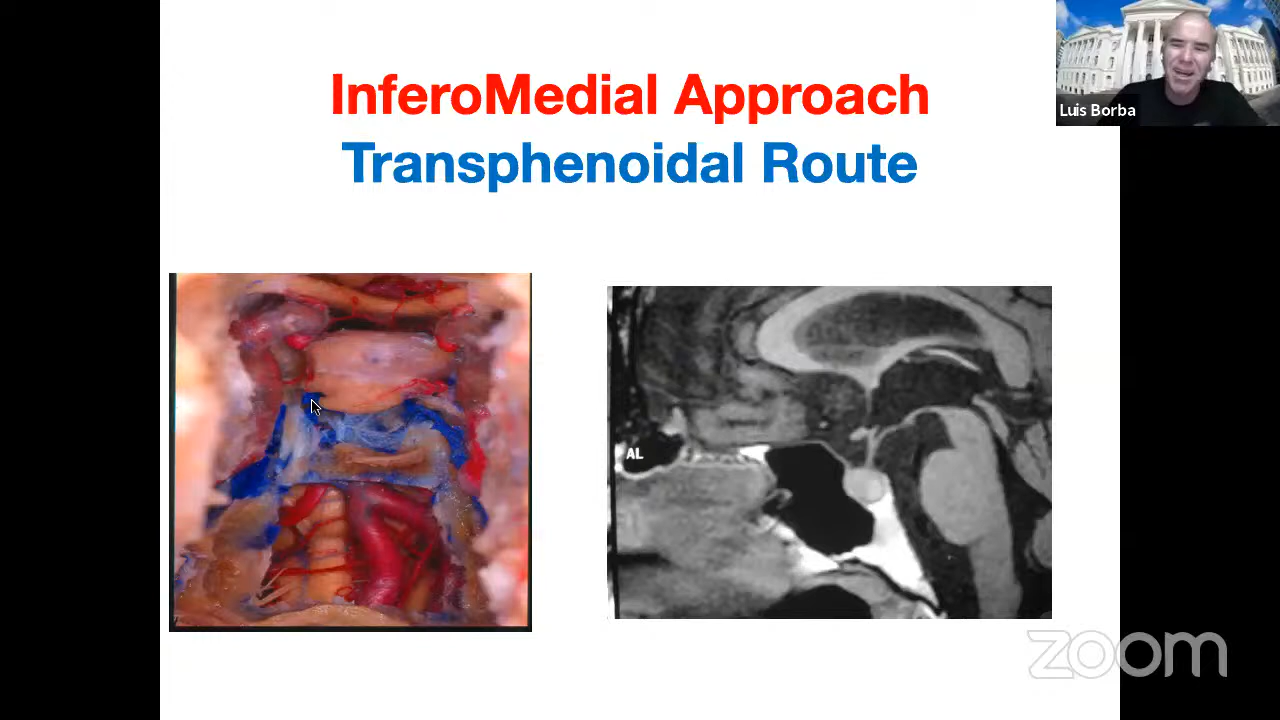 InferoMedial Approach
Transphenoidal Route
Luis Borba
AL
zoom